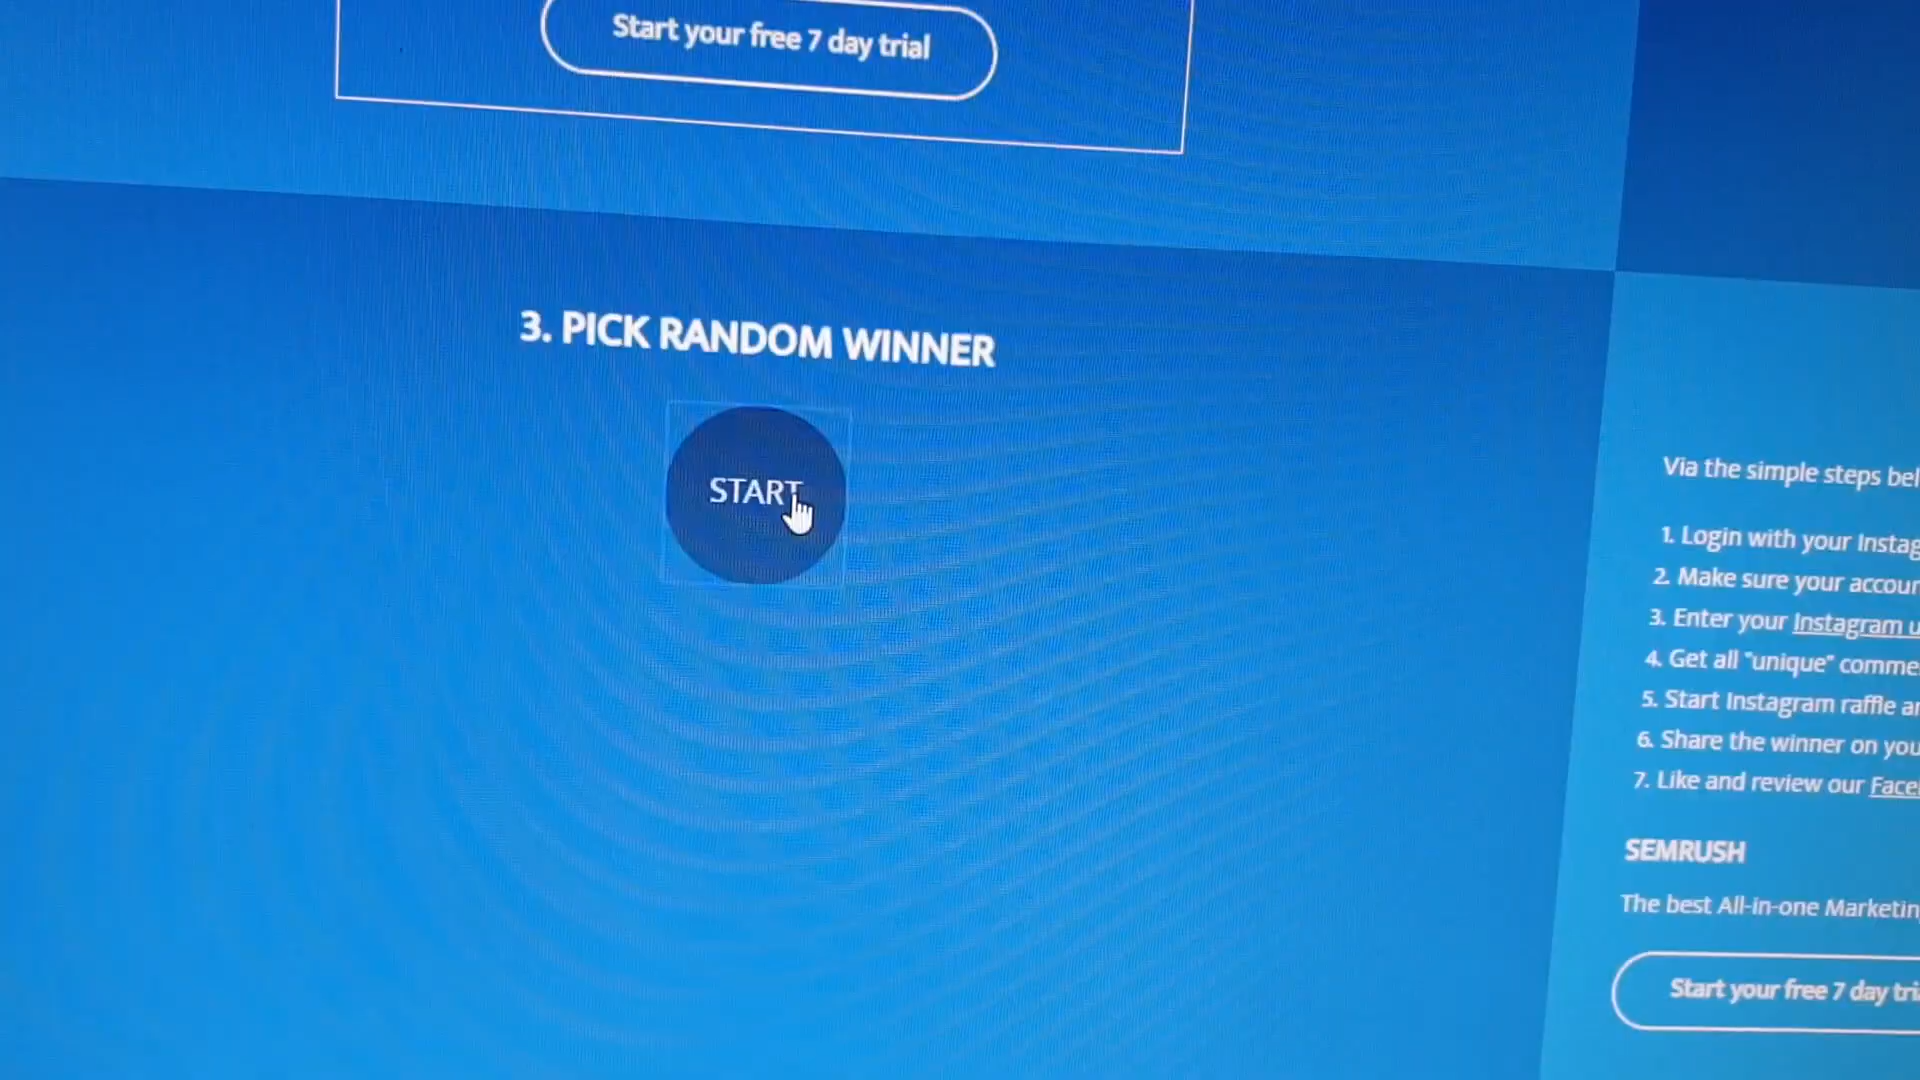 Start your free 7 day trial
3. PICK RANDOM WINNER
START
Via the simple steps
1. Login with your
2. Make sure your
3. Enter your Instagram
4. Get all "unique"
5. Start Instagram raffle
6. Share the winner on
7. Like and review our
SEMRUSH
The best All-in-one
Start your free 7 day